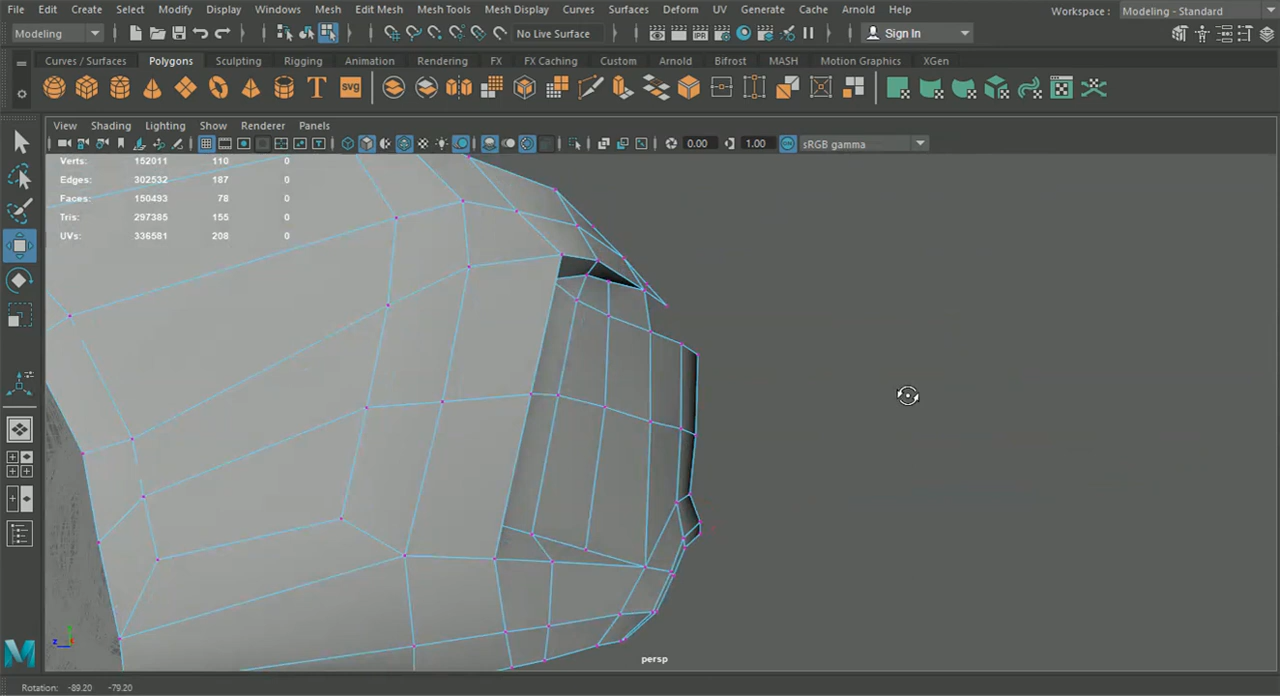 File Edit Create Select Modify Display Windows Mesh Edit Mesh Mesh Tools Mesh Display Curves Surfaces Deform UV Generate Cache Arnold Help Workspace : Modeling - Standard
Modeling No Live Surface Sign In
Curves / Surfaces Polygons Sculpting Rigging Animation Rendering FX FX Caching Custom Arnold Bifrost MASH Motion Graphics XGen
T SVG
View Shading Lighting Show Renderer Panels
0.00 1.00 sRGB gamma
Verts: 152011 110 0
Edges: 302532 187 0
Faces: 150493 78 0
Tris: 297385 155 0
UVs: 336581 208 0
z
persp
M
Rotation: -89.20 -79.20